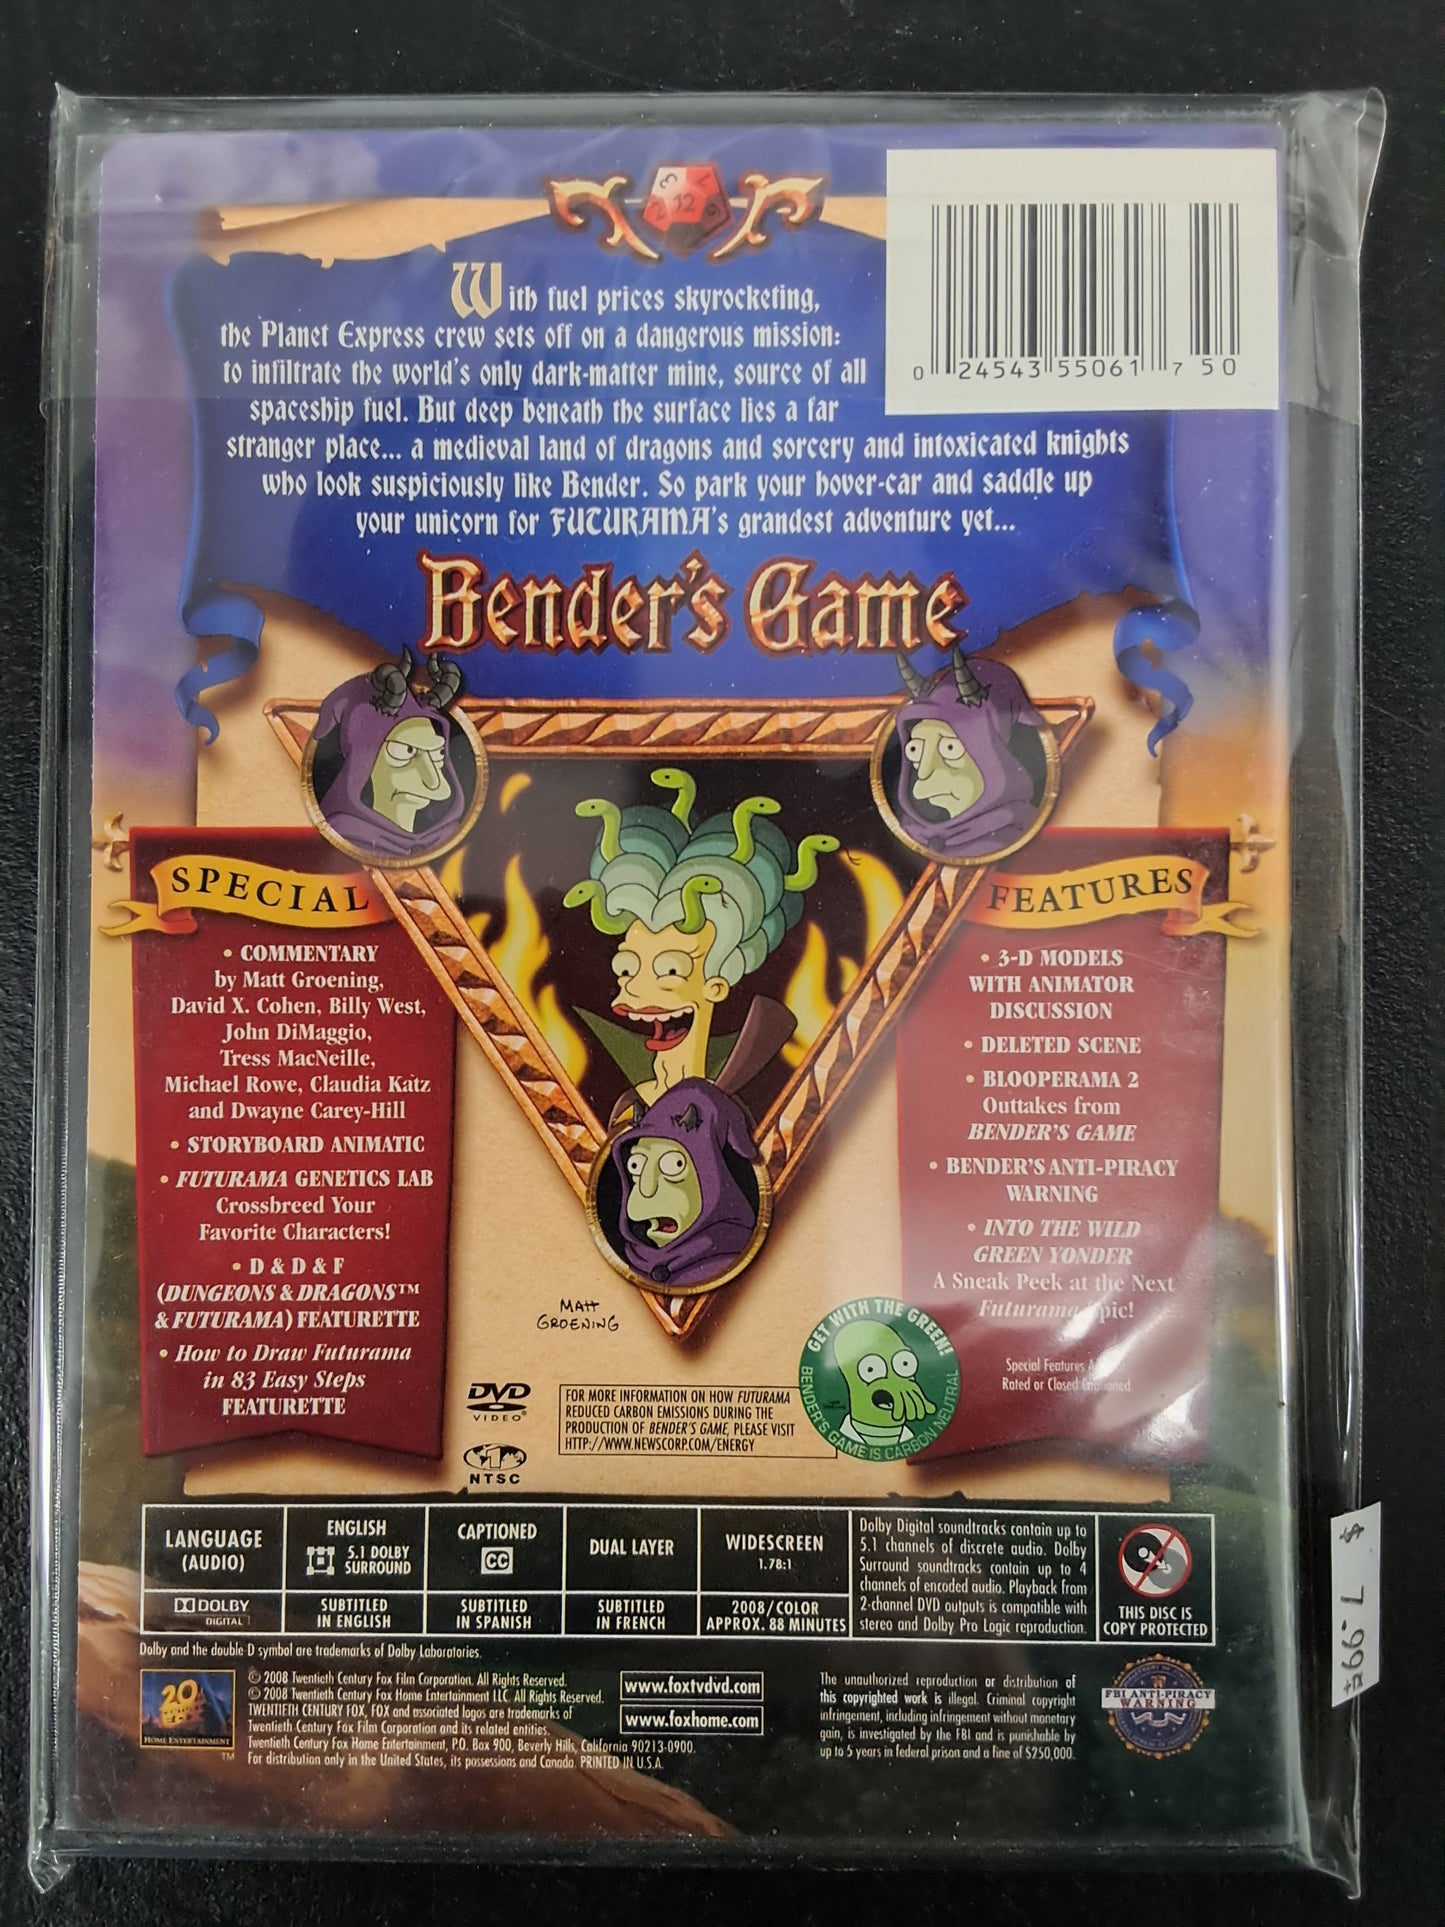 3 7
2 12 9
With fuel prices skyrocketing,
the Planet Express crew sets off on a dangerous mission:
to infiltrate the world's only dark-matter mine, source of all
spaceship fuel. But deep beneath the surface lies a far
stranger place... a medieval land of dragons and sorcery and intoxicated knights
who look suspiciously like Bender. So park your hover-car and saddle up
your unicorn for FUTURAMA's grandest adventure yet...
0 24543 55061 7 50
Bender's Game
SPECIAL
• COMMENTARY
by Matt Groening,
David X. Cohen, Billy West,
John DiMaggio,
Tress MacNeille,
Michael Rowe, Claudia Katz
and Dwayne Carey-Hill
• STORYBOARD ANIMATIC
• FUTURAMA GENETICS LAB
Crossbreed Your
Favorite Characters!
• D & D & F
(DUNGEONS & DRAGONS™
& FUTURAMA) FEATURETTE
• How to Draw Futurama
in 83 Easy Steps
FEATURETTE
FEATURES
• 3-D MODELS
WITH ANIMATOR
DISCUSSION
• DELETED SCENE
• BLOOPERAMA 2
Outtakes from
BENDER'S GAME
• BENDER'S ANTI-PIRACY
WARNING
• INTO THE WILD
GREEN YONDER
A Sneak Peek at the Next
Futurama Epic!
Special Features
Rated or Closed Captioned
MATT
GROENING
GET WITH THE GREEN!
BENDER'S GAME IS CARBON NEUTRAL
DVD
VIDEO
NTSC
FOR MORE INFORMATION ON HOW FUTURAMA
REDUCED CARBON EMISSIONS DURING THE
PRODUCTION OF BENDER'S GAME, PLEASE VISIT
HTTP://WWW.NEWSCORP.COM/ENERGY
LANGUAGE
(AUDIO)
ENGLISH
5.1 DOLBY
SURROUND
CAPTIONED
CC
DUAL LAYER
WIDESCREEN
1.78:1
DOLBY
DIGITAL
SUBTITLED
IN ENGLISH
SUBTITLED
IN SPANISH
SUBTITLED
IN FRENCH
2008/COLOR
APPROX. 88 MINUTES
Dolby Digital soundtracks contain up to
5.1 channels of discrete audio. Dolby
Surround soundtracks contain up to 4
channels of encoded audio. Playback from
2-channel DVD outputs is compatible with
stereo and Dolby Pro Logic reproduction.
THIS DISC IS
COPY PROTECTED
Dolby and the double D symbol are trademarks of Dolby Laboratories.
20
HOME ENTERTAINMENT
TM
© 2008 Twentieth Century Fox Film Corporation. All Rights Reserved.
© 2008 Twentieth Century Fox Home Entertainment LLC. All Rights Reserved.
TWENTIETH CENTURY FOX, FOX and associated logos are trademarks of
Twentieth Century Fox Film Corporation and its related entities.
Twentieth Century Fox Home Entertainment, P.O. Box 900, Beverly Hills, California 90213-0900.
For distribution only in the United States, its possessions and Canada. PRINTED IN U.S.A.
www.foxtvdvd.com
www.foxhome.com
The unauthorized reproduction or distribution of
this copyrighted work is illegal. Criminal copyright
infringement, including infringement without monetary
gain, is investigated by the FBI and is punishable by
up to 5 years in federal prison and a fine of $250,000.
FBI ANTI-PIRACY
WARNING
$ 7.99